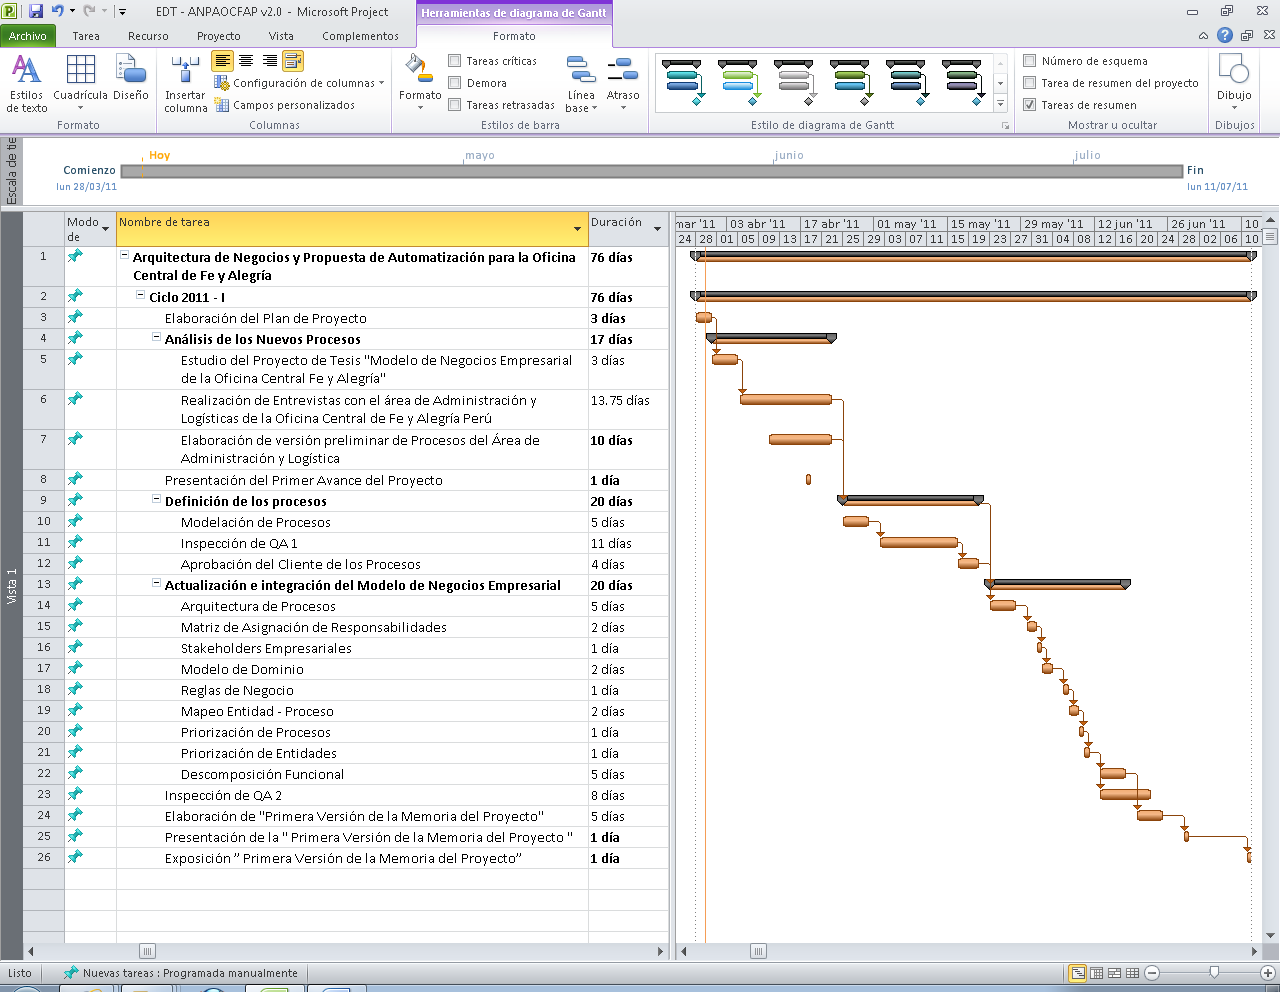 EDT - ANPAOCFAP v2.0 - Microsoft Project
Herramientas de diagrama de Gantt
Archivo Tarea Recurso Proyecto Vista Complementos Formato
Estilos de texto
Cuadrícula
Diseño
Formato
Insertar columna
Configuración de columnas
Campos personalizados
Columnas
Formato
Tareas críticas
Demora
Tareas retrasadas
Línea base
Atraso
Estilos de barra
Estilo de diagrama de Gantt
Número de esquema
Tarea de resumen del proyecto
Tareas de resumen
Mostrar u ocultar
Dibujo
Dibujos
Escala de tie
Hoy mayo junio julio
Comienzo
lun 28/03/11
Fin
lun 11/07/11
Modo de
Nombre de tarea
Duración
mar '11 03 abr '11 17 abr '11 01 may '11 15 may '11 29 may '11 12 jun '11 26 jun '11 10
24 28 01 05 09 13 17 21 25 29 03 07 11 15 19 23 27 31 04 08 12 16 20 24 28 02 06 10
1 Arquitectura de Negocios y Propuesta de Automatización para la Oficina 76 días
Central de Fe y Alegría
2 Ciclo 2011 - I 76 días
3 Elaboración del Plan de Proyecto 3 días
4 Análisis de los Nuevos Procesos 17 días
5 Estudio del Proyecto de Tesis "Modelo de Negocios Empresarial 3 días
de la Oficina Central Fe y Alegría"
6 Realización de Entrevistas con el área de Administración y 13.75 días
Logísticas de la Oficina Central de Fe y Alegría Perú
7 Elaboración de versión preliminar de Procesos del Área de 10 días
Administración y Logística
8 Presentación del Primer Avance del Proyecto 1 día
9 Definición de los procesos 20 días
10 Modelación de Procesos 5 días
11 Inspección de QA 1 11 días
12 Aprobación del Cliente de los Procesos 4 días
13 Actualización e integración del Modelo de Negocios Empresarial 20 días
14 Arquitectura de Procesos 5 días
15 Matriz de Asignación de Responsabilidades 2 días
16 Stakeholders Empresariales 1 día
17 Modelo de Dominio 2 días
18 Reglas de Negocio 1 día
19 Mapeo Entidad - Proceso 2 días
20 Priorización de Procesos 1 día
21 Priorización de Entidades 1 día
22 Descomposición Funcional 5 días
23 Inspección de QA 2 8 días
24 Elaboración de "Primera Versión de la Memoria del Proyecto" 5 días
25 Presentación de la " Primera Versión de la Memoria del Proyecto " 1 día
26 Exposición ” Primera Versión de la Memoria del Proyecto” 1 día
Vista 1
Listo
Nuevas tareas : Programada manualmente